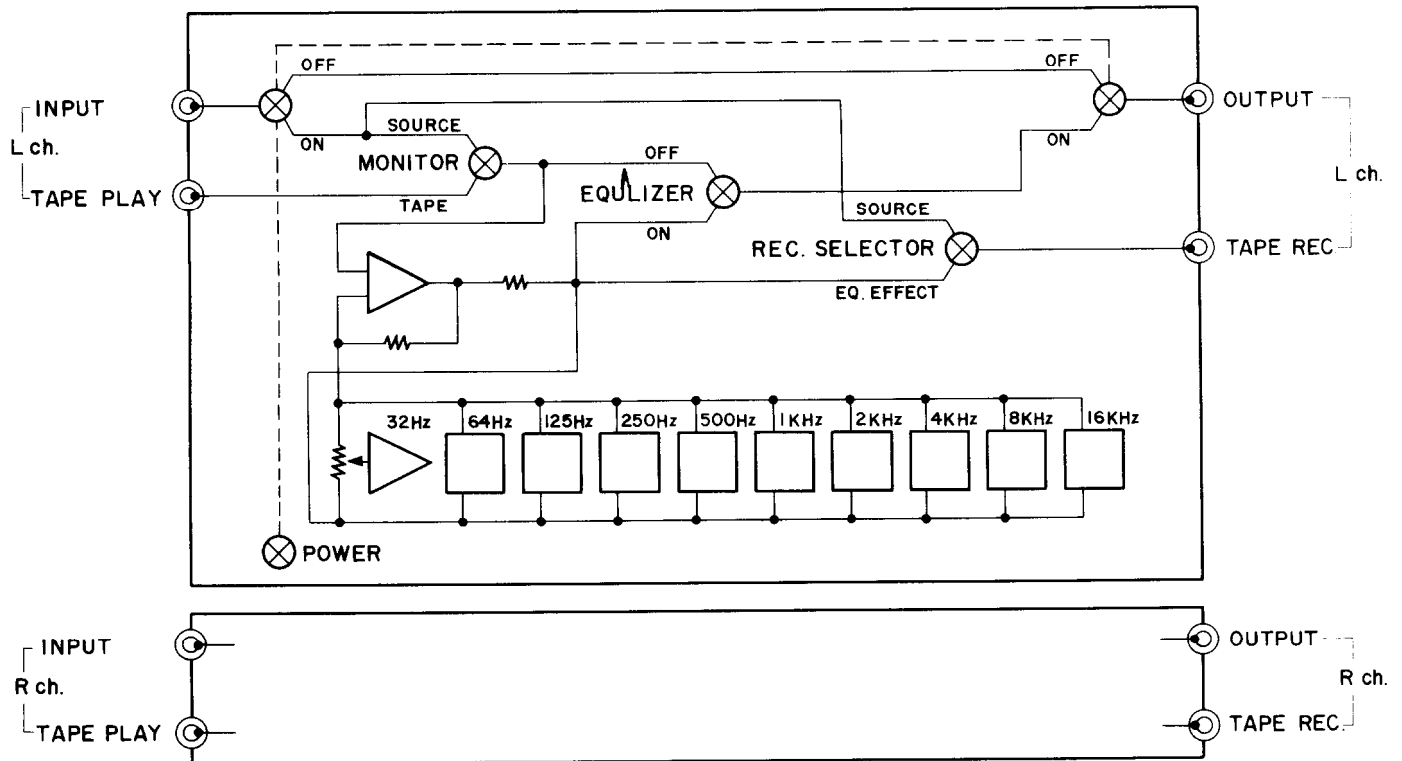 OFF
OFF
INPUT
OUTPUT
L ch.
ON
SOURCE
ON
MONITOR
OFF
L ch.
TAPE PLAY
TAPE
EQULIZER
SOURCE
ON
REC. SELECTOR
TAPE REC
EQ. EFFECT
32Hz
64Hz
125Hz
250Hz
500Hz
1KHz
2KHz
4KHz
8KHz
16KHz
POWER
INPUT
OUTPUT
R ch.
R ch.
TAPE PLAY
TAPE REC.